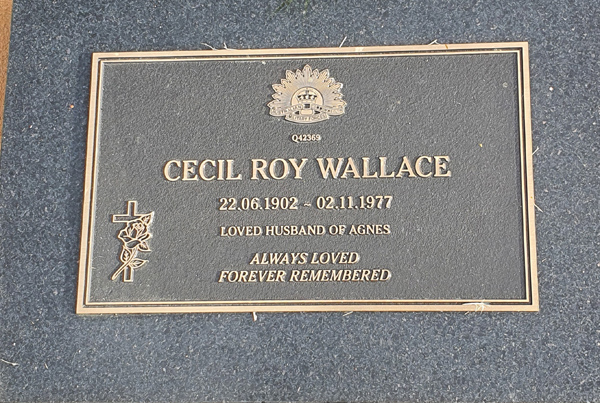 Q42369
CECIL ROY WALLACE
22.06.1902 ~ 02.11.1977
LOVED HUSBAND OF AGNES
ALWAYS LOVED
FOREVER REMEMBERED